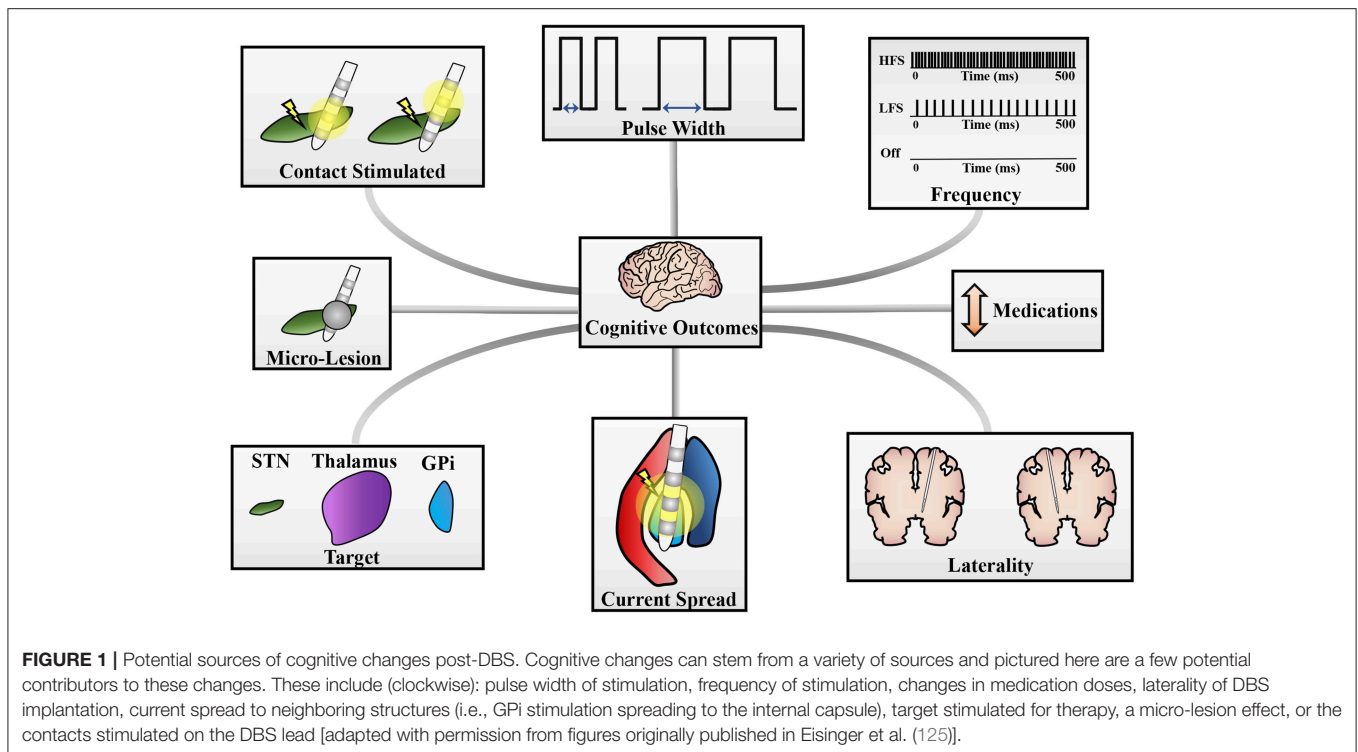 Contact Stimulated
Pulse Width
HFS
0 Time (ms) 500
LFS
0 Time (ms) 500
Off
0 Time (ms) 500
Frequency
Micro-Lesion
Cognitive Outcomes
Medications
STN Thalamus GPi
Target
Current Spread
Laterality
FIGURE 1 | Potential sources of cognitive changes post-DBS. Cognitive changes can stem from a variety of sources and pictured here are a few potential
contributors to these changes. These include (clockwise): pulse width of stimulation, frequency of stimulation, changes in medication doses, laterality of DBS
implantation, current spread to neighboring structures (i.e., GPi stimulation spreading to the internal capsule), target stimulated for therapy, a micro-lesion effect, or the
contacts stimulated on the DBS lead [adapted with permission from figures originally published in Eisinger et al. (125)].